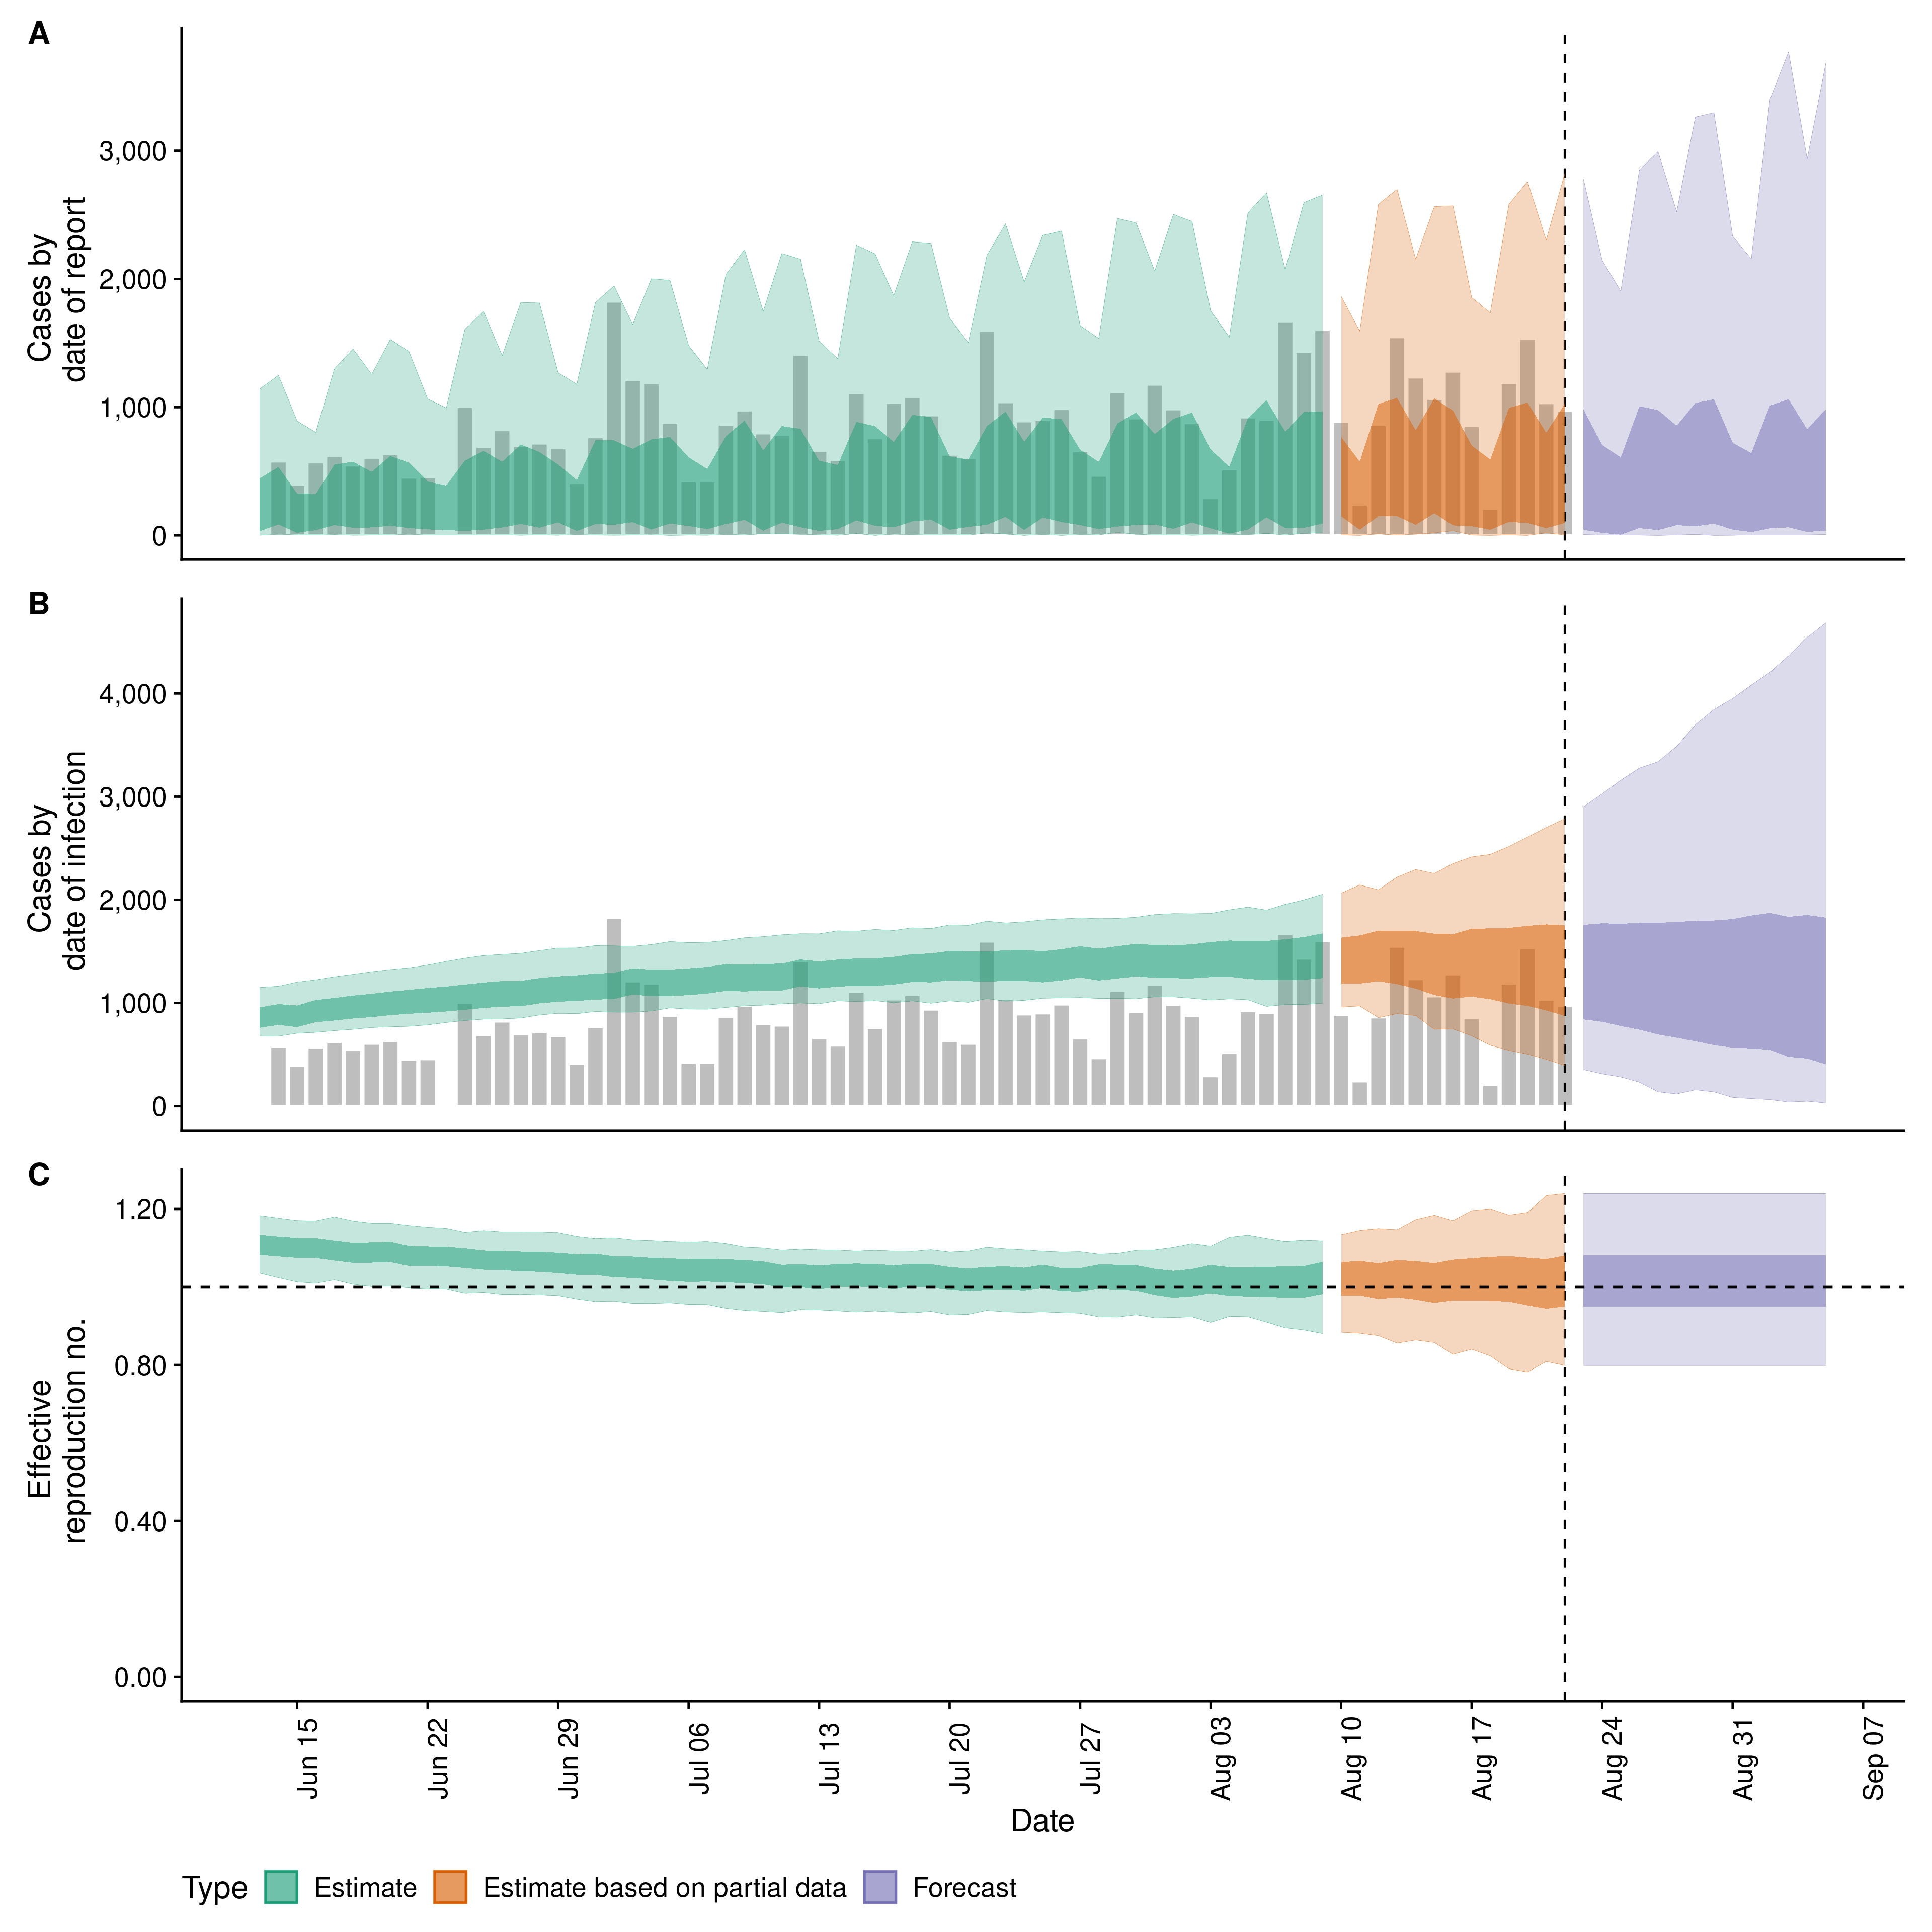 A
Cases by
date of report
3,000
2,000
1,000
0
B
Cases by
date of infection
4,000
3,000
2,000
1,000
0
C
Effective
reproduction no.
1.20
0.80
0.40
0.00
Jun 15
Jun 22
Jun 29
Jul 06
Jul 13
Jul 20
Jul 27
Aug 03
Aug 10
Aug 17
Aug 24
Aug 31
Sep 07
Date
Type Estimate Estimate based on partial data Forecast